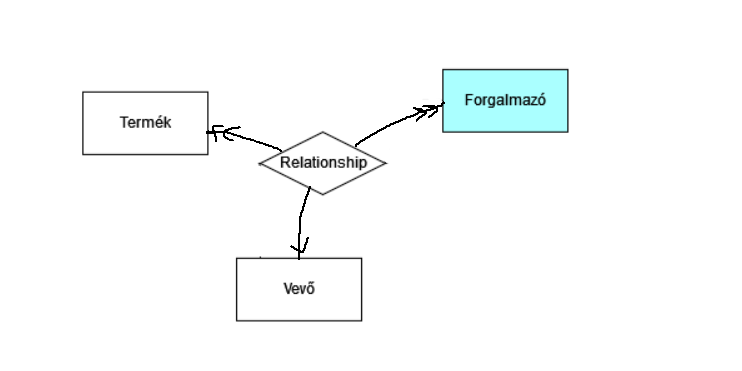 Forgalmazó
Termék
Relationship
Vevő